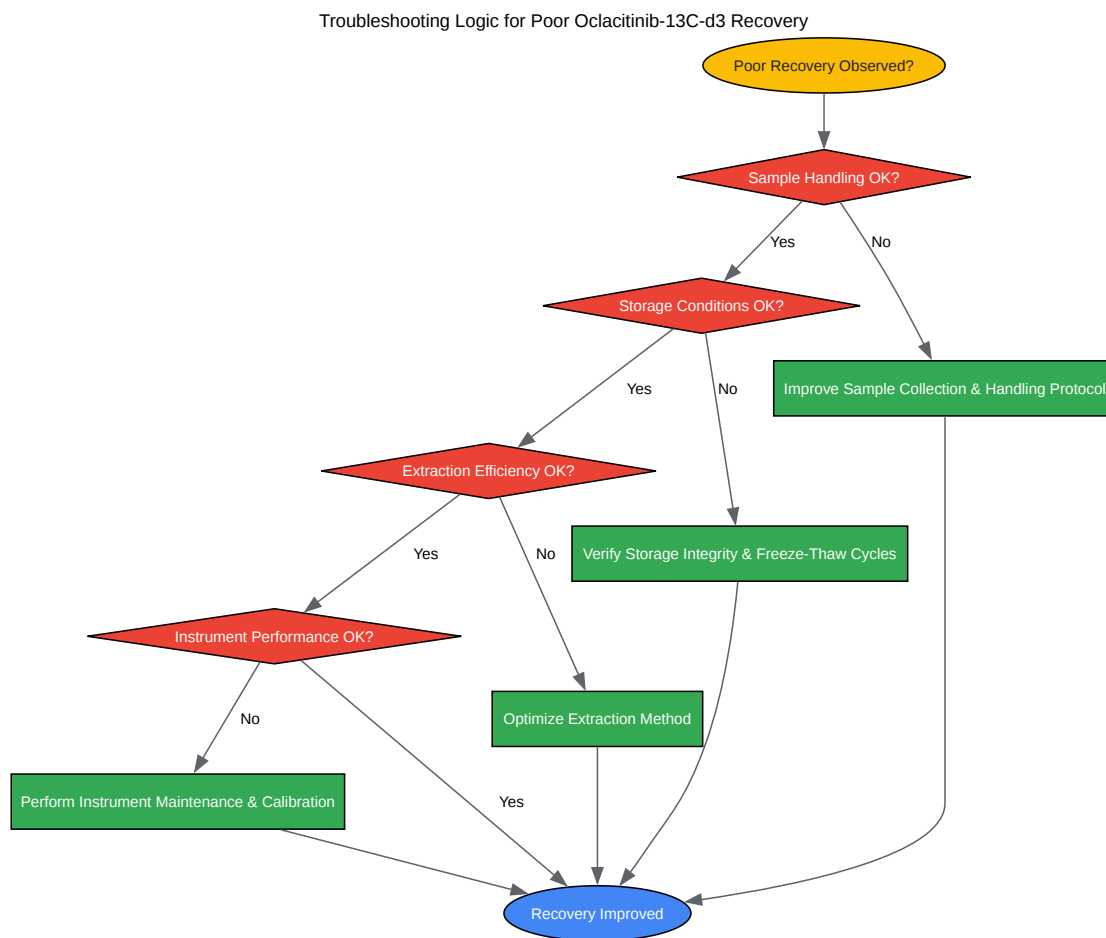 Troubleshooting Logic for Poor Oclacitinib-13C-d3 Recovery
Poor Recovery Observed?
Sample Handling OK?
Yes
No
Storage Conditions OK?
Yes
No
Improve Sample Collection & Handling Protocol
Extraction Efficiency OK?
Yes
No
Verify Storage Integrity & Freeze-Thaw Cycles
Instrument Performance OK?
No
Optimize Extraction Method
Perform Instrument Maintenance & Calibration
Yes
Recovery Improved